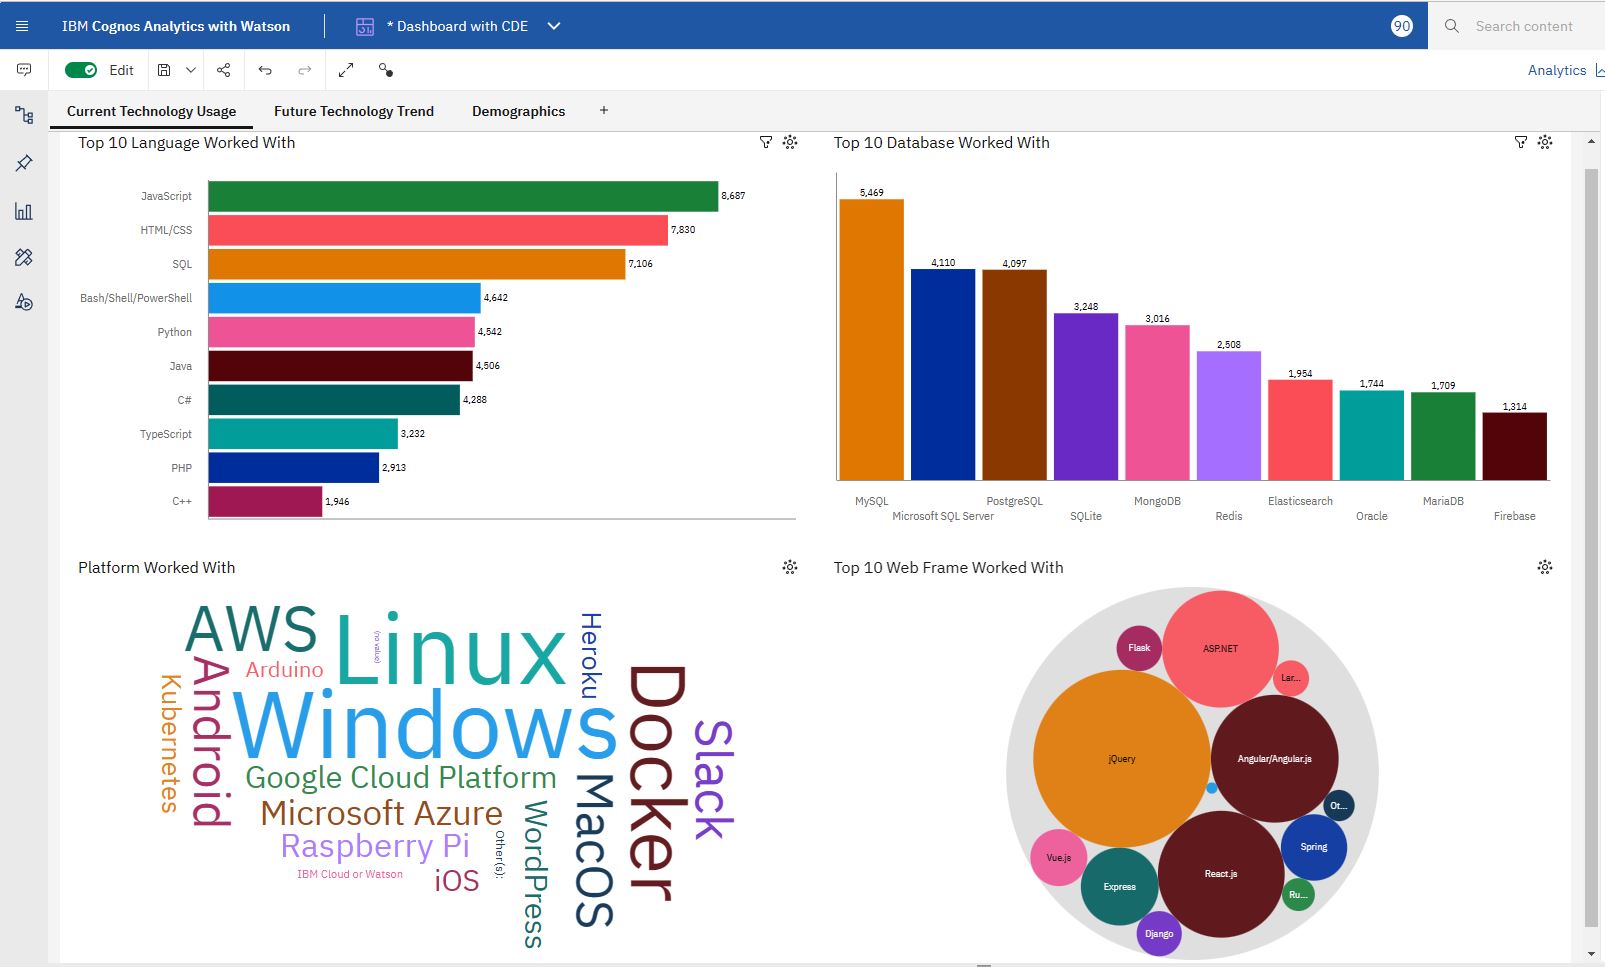 IBM Cognos Analytics with Watson
* Dashboard with CDE
90
Search content
Edit
Analytics
Current Technology Usage
Future Technology Trend
Demographics
+
Top 10 Language Worked With
JavaScript 8,687
HTML/CSS 7,830
SQL 7,106
Bash/Shell/PowerShell 4,642
Python 4,542
Java 4,506
C# 4,288
TypeScript 3,232
PHP 2,913
C++ 1,946
Top 10 Database Worked With
5,469
4,110
4,097
3,248
3,016
2,508
1,954
1,744
1,709
1,314
MySQL
Microsoft SQL Server
PostgreSQL
SQLite
MongoDB
Redis
Elasticsearch
Oracle
MariaDB
Firebase
Platform Worked With
AWS
Linux
(no value)
Heroku
Arduino
Android
Kubernetes
Windows
Docker
Slack
Google Cloud Platform
Microsoft Azure
MacOS
WordPress
Raspberry Pi
Other(s):
IBM Cloud or Watson
iOS
Top 10 Web Frame Worked With
ASP.NET
Flask
Lar...
jQuery
Angular/Angular.js
Ot...
Spring
Vue.js
React.js
Express
Ru...
Django